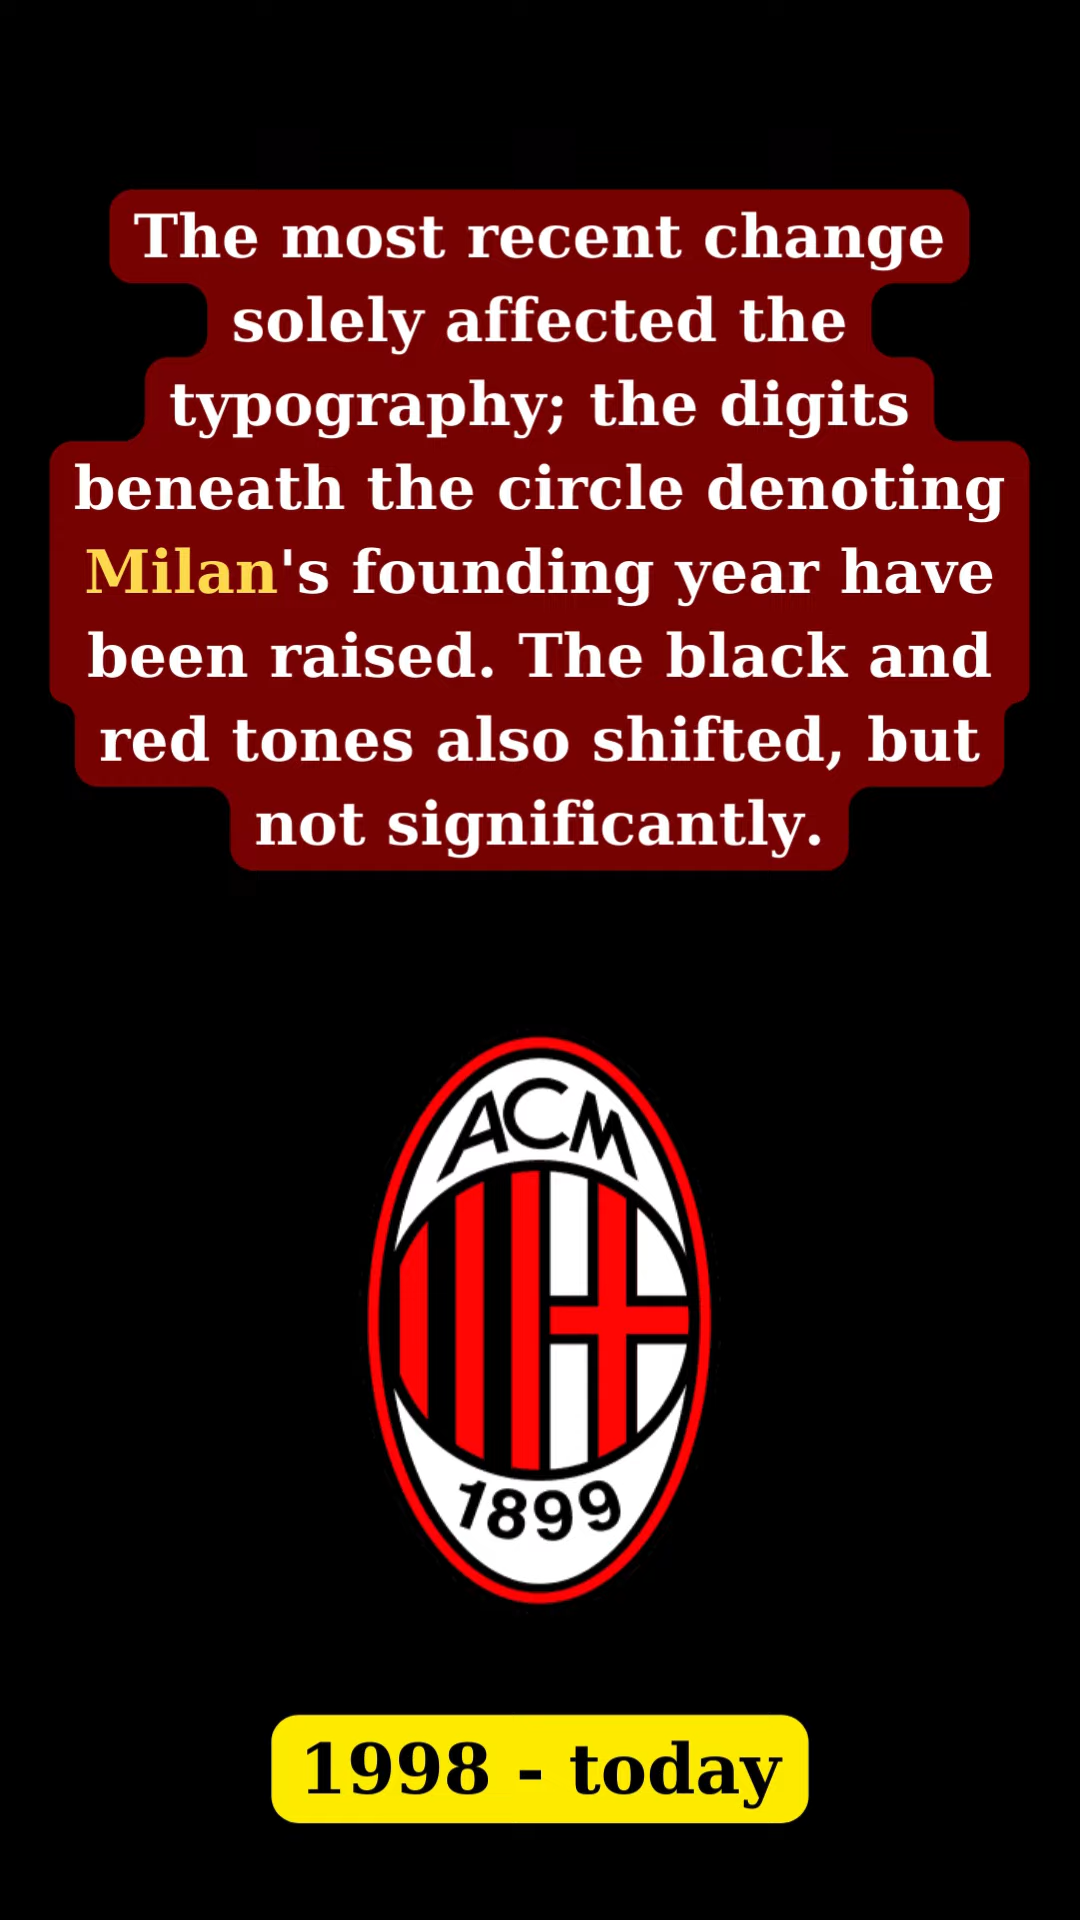 The most recent change
solely affected the
typography; the digits
beneath the circle denoting
Milan's founding year have
been raised. The black and
red tones also shifted, but
not significantly.
ACM
1899
1998 - today